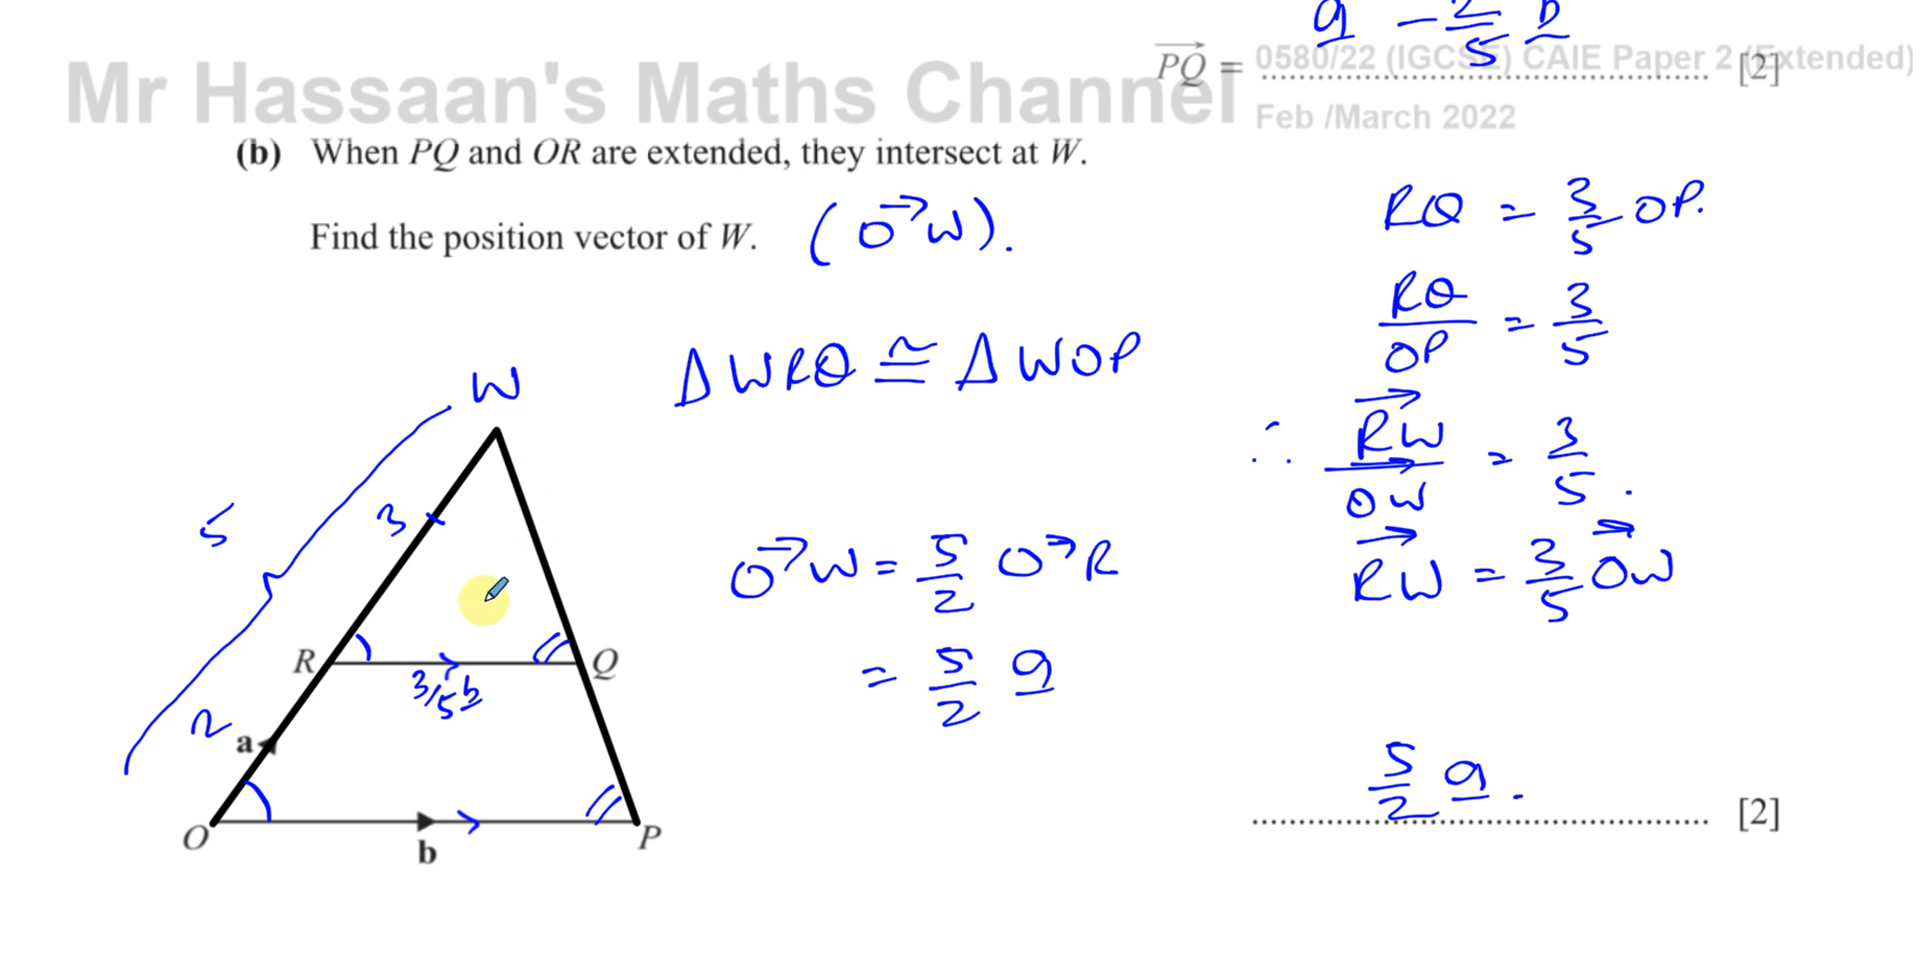 a - 2/5 b
PQ = ........................................ [2]
Mr Hassaan's Maths Channel
0580/22 (IGCSE) CAIE Paper 2 (Extended)
Feb /March 2022
(b) When PQ and OR are extended, they intersect at W.
Find the position vector of W. (O→W).
RQ = 3/5 OP.
RQ/OP = 3/5
ΔWRQ ≅ ΔWOP
∴ RW/OW = 3/5.
RW = 3/5 OW
O→W = 5/2 O→R
= 5/2 a
W
3
5
R
3/5 b
Q
2
a
O
b
P
5/2 a.
........................................ [2]